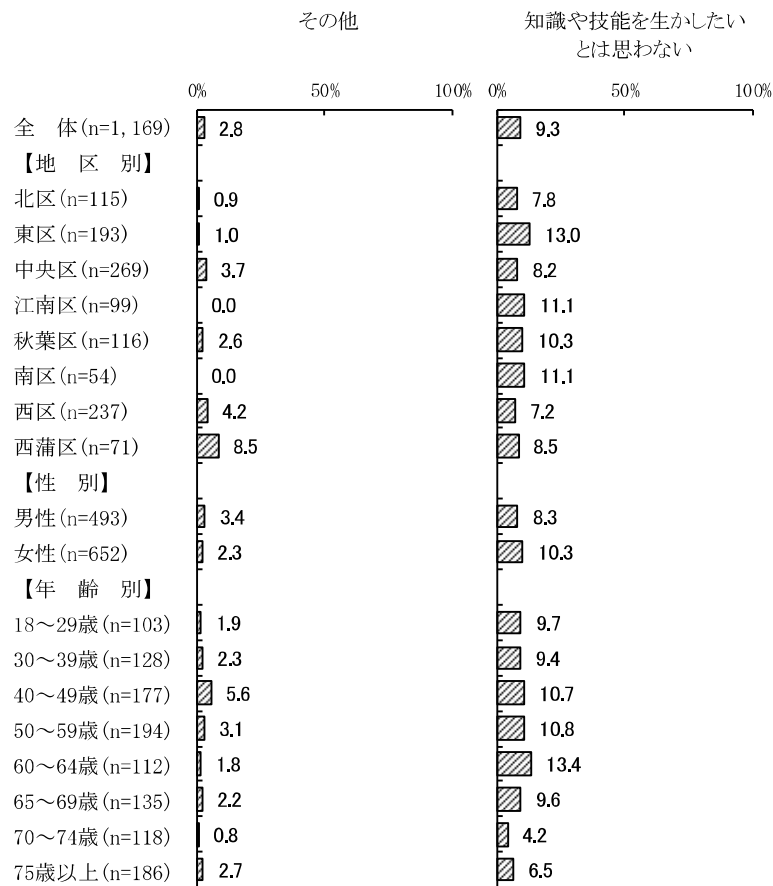 その他
知識や技能を生かしたい
とは思わない
0% 50% 100% 0% 50% 100%
全 体(n=1,169) 2.8 9.3
【地 区 別】
北区(n=115) 0.9 7.8
東区(n=193) 1.0 13.0
中央区(n=269) 3.7 8.2
江南区(n=99) 0.0 11.1
秋葉区(n=116) 2.6 10.3
南区(n=54) 0.0 11.1
西区(n=237) 4.2 7.2
西蒲区(n=71) 8.5 8.5
【性 別】
男性(n=493) 3.4 8.3
女性(n=652) 2.3 10.3
【年 齢 別】
18～29歳(n=103) 1.9 9.7
30～39歳(n=128) 2.3 9.4
40～49歳(n=177) 5.6 10.7
50～59歳(n=194) 3.1 10.8
60～64歳(n=112) 1.8 13.4
65～69歳(n=135) 2.2 9.6
70～74歳(n=118) 0.8 4.2
75歳以上(n=186) 2.7 6.5